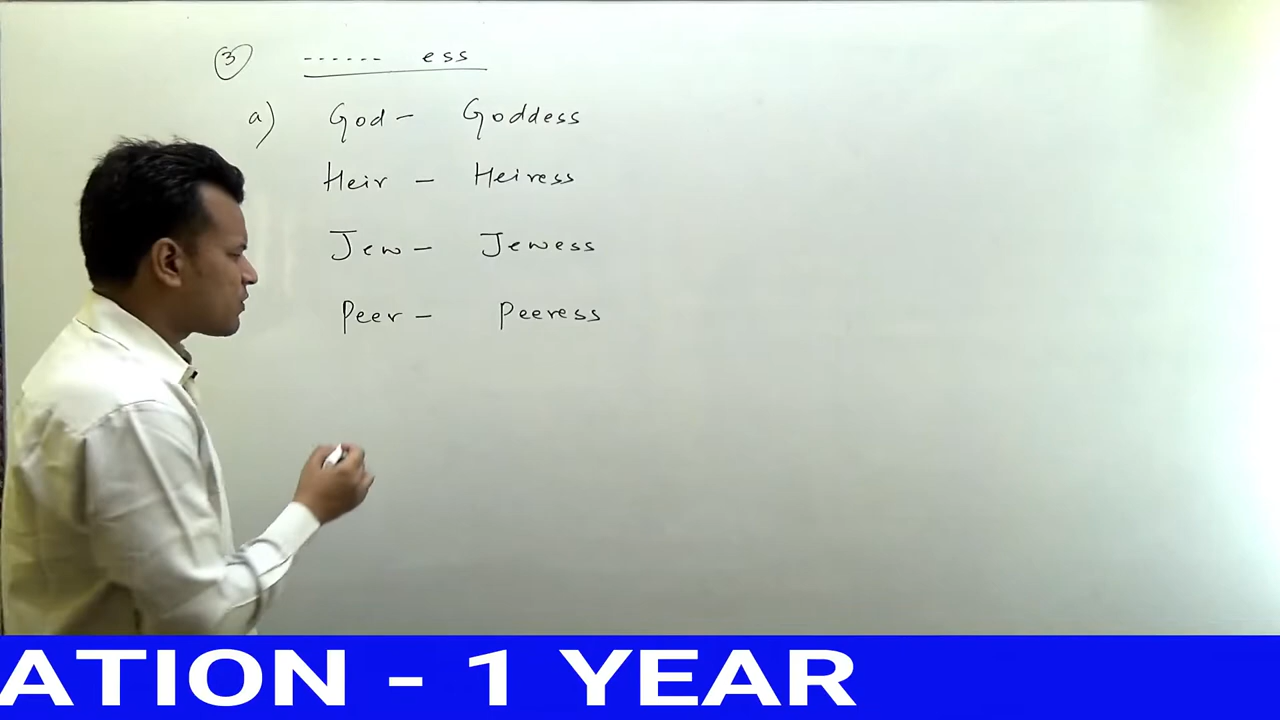 3 ------ ess
a) God - Goddess
Heir - Heiress
Jew - Jewess
Peer - Peeress
ATION - 1 YEAR